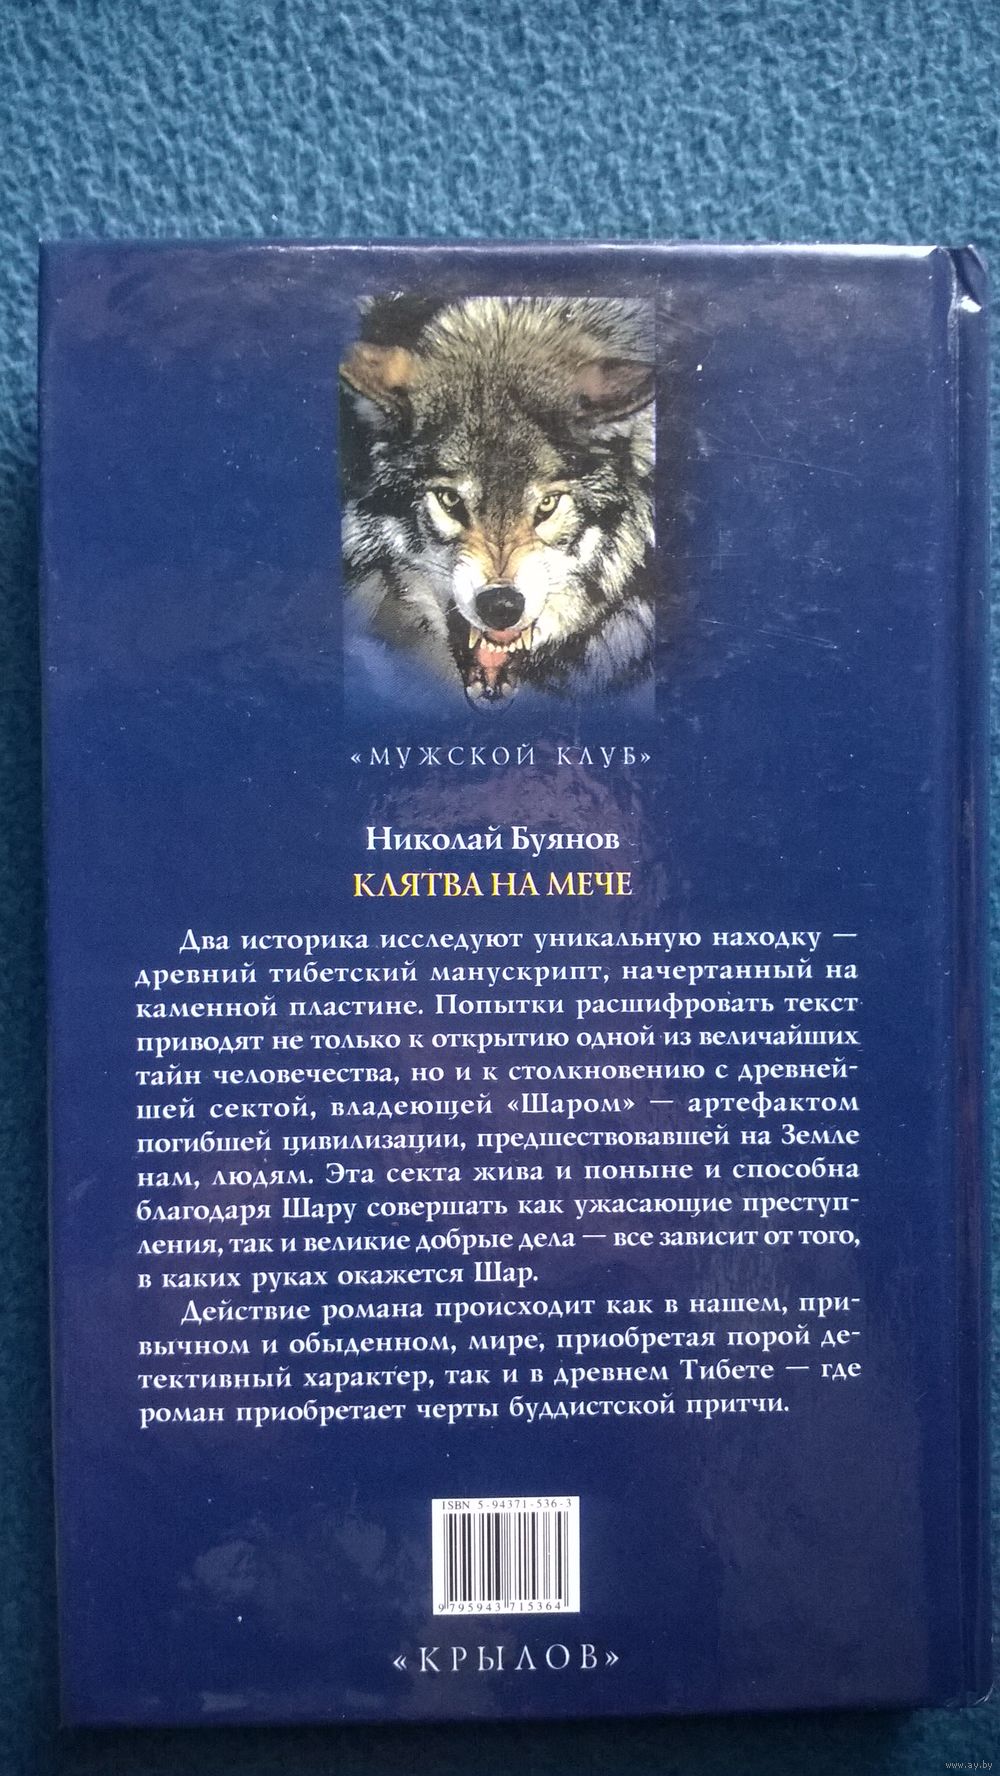 «МУЖСКОЙ КЛУБ»
Николай Буянов
КЛЯТВА НА МЕЧЕ
Два историка исследуют уникальную находку —
древний тибетский манускрипт, начертанный на
каменной пластине. Попытки расшифровать текст
приводят не только к открытию одной из величайших
тайн человечества, но и к столкновению с древней-
шей сектой, владеющей «Шаром» — артефактом
погибшей цивилизации, предшествовавшей на Земле
нам, людям. Эта секта жива и поныне и способна
благодаря Шару совершать как ужасающие преступ-
ления, так и великие добрые дела — все зависит от того,
в каких руках окажется Шар.
Действие романа происходит как в нашем, при-
вычном и обыденном, мире, приобретая порой де-
тективный характер, так и в древнем Тибете — где
роман приобретает черты буддистской притчи.
ISBN 5-94371-536-3
9 795943 715364
«КРЫЛОВ»
www.ay.by